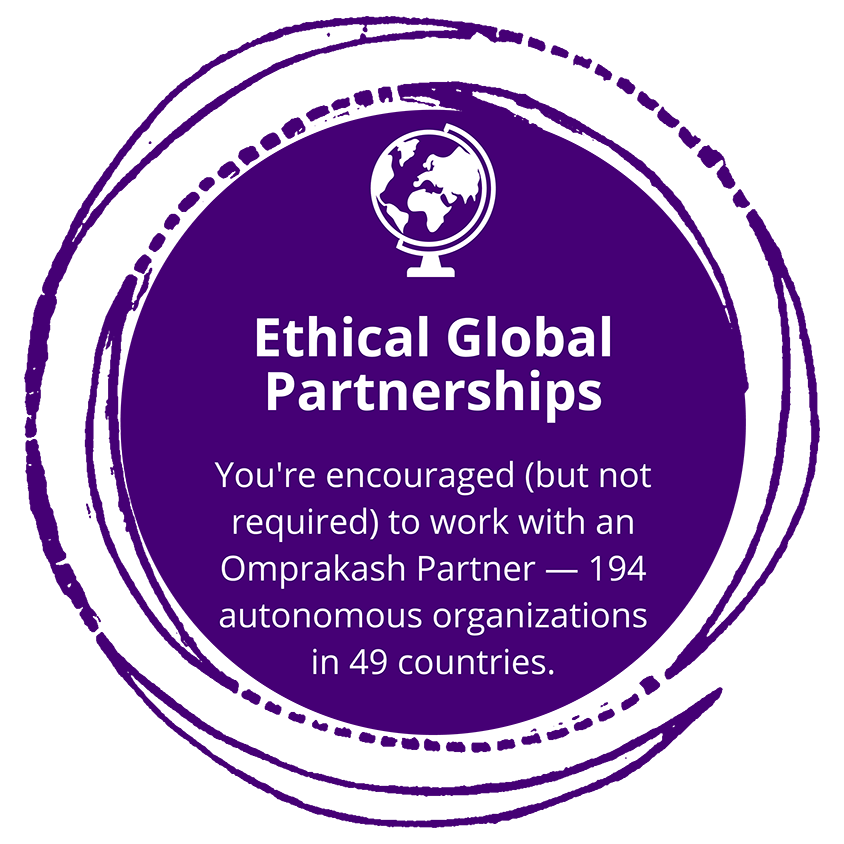 Ethical Global
Partnerships
You're encouraged (but not
required) to work with an
Omprakash Partner — 194
autonomous organizations
in 49 countries.